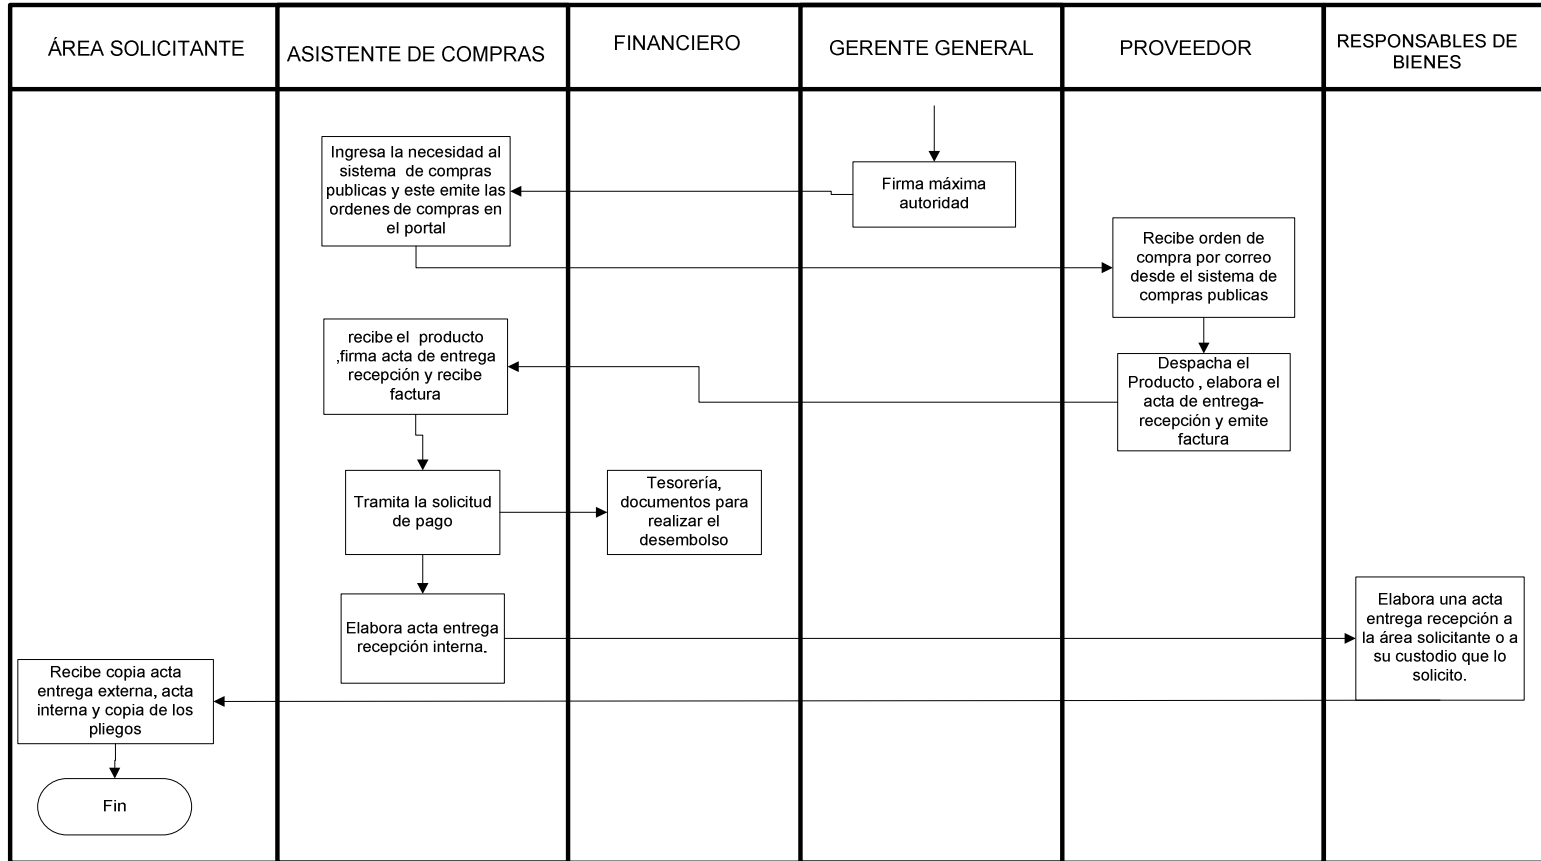 ÁREA SOLICITANTE
ASISTENTE DE COMPRAS
FINANCIERO
GERENTE GENERAL
PROVEEDOR
RESPONSABLES DE
BIENES
Firma máxima
autoridad
Ingresa la necesidad al
sistema de compras
publicas y este emite las
ordenes de compras en
el portal
Recibe orden de
compra por correo
desde el sistema de
compras publicas
Despacha el
Producto , elabora el
acta de entrega-
recepción y emite
factura
recibe el producto
,firma acta de entrega
recepción y recibe
factura
Tramita la solicitud
de pago
Tesorería,
documentos para
realizar el
desembolso
Elabora acta entrega
recepción interna.
Elabora una acta
entrega recepción a
la área solicitante o a
su custodio que lo
solicito.
Recibe copia acta
entrega externa, acta
interna y copia de los
pliegos
Fin